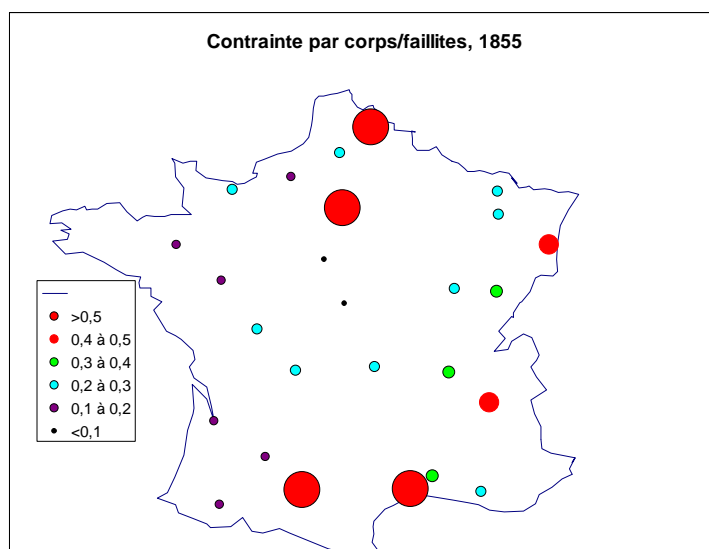 Contrainte par corps/faillites, 1855
>0,5
0,4 à 0,5
0,3 à 0,4
0,2 à 0,3
0,1 à 0,2
<0,1